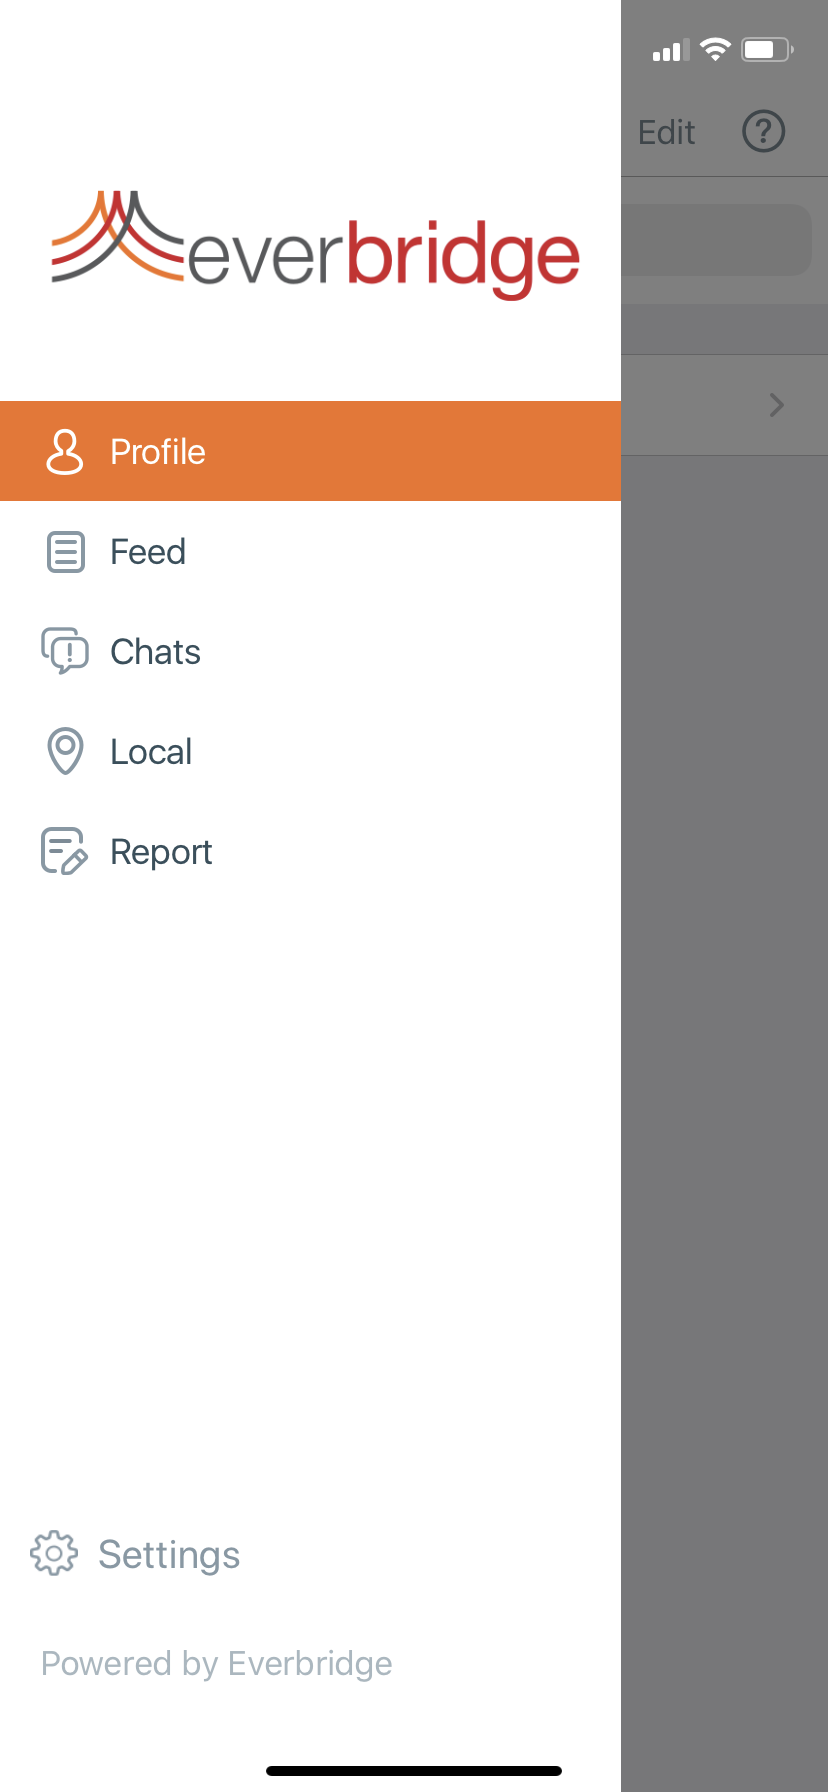 Edit ?
everbridge
Profile
Feed
Chats
Local
Report
Settings
Powered by Everbridge